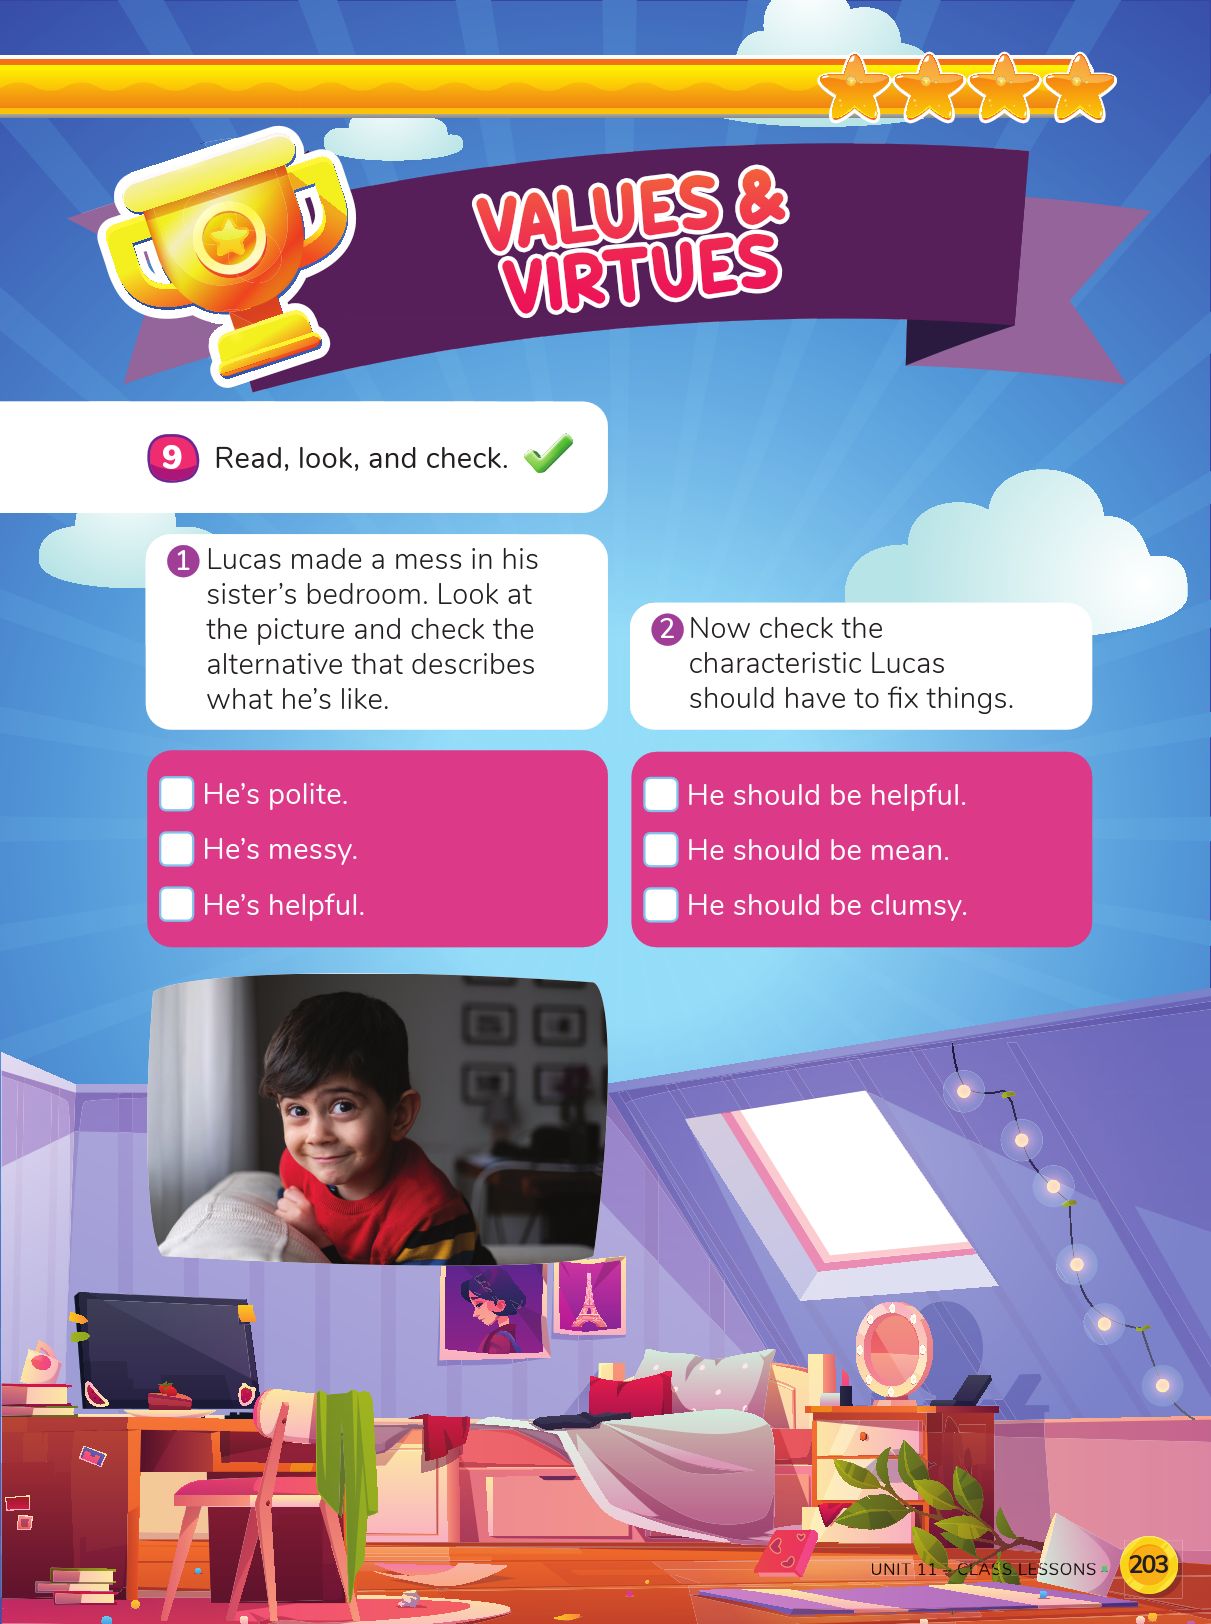 VALUES &
VIRTUES
9 Read, look, and check.
1 Lucas made a mess in his
sister's bedroom. Look at
the picture and check the
alternative that describes
what he's like.
He's polite.
He's messy.
He's helpful.
2 Now check the
characteristic Lucas
should have to fix things.
He should be helpful.
He should be mean.
He should be clumsy.
UNIT 11 – CLASS LESSONS
203